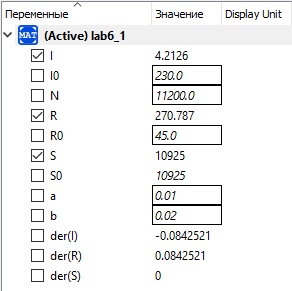 Переменные Значение Display Unit
MAT (Active) lab6_1
I 4.2126
I0 230.0
N 11200.0
R 270.787
R0 45.0
S 10925
S0 10925
a 0.01
b 0.02
der(I) -0.0842521
der(R) 0.0842521
der(S) 0